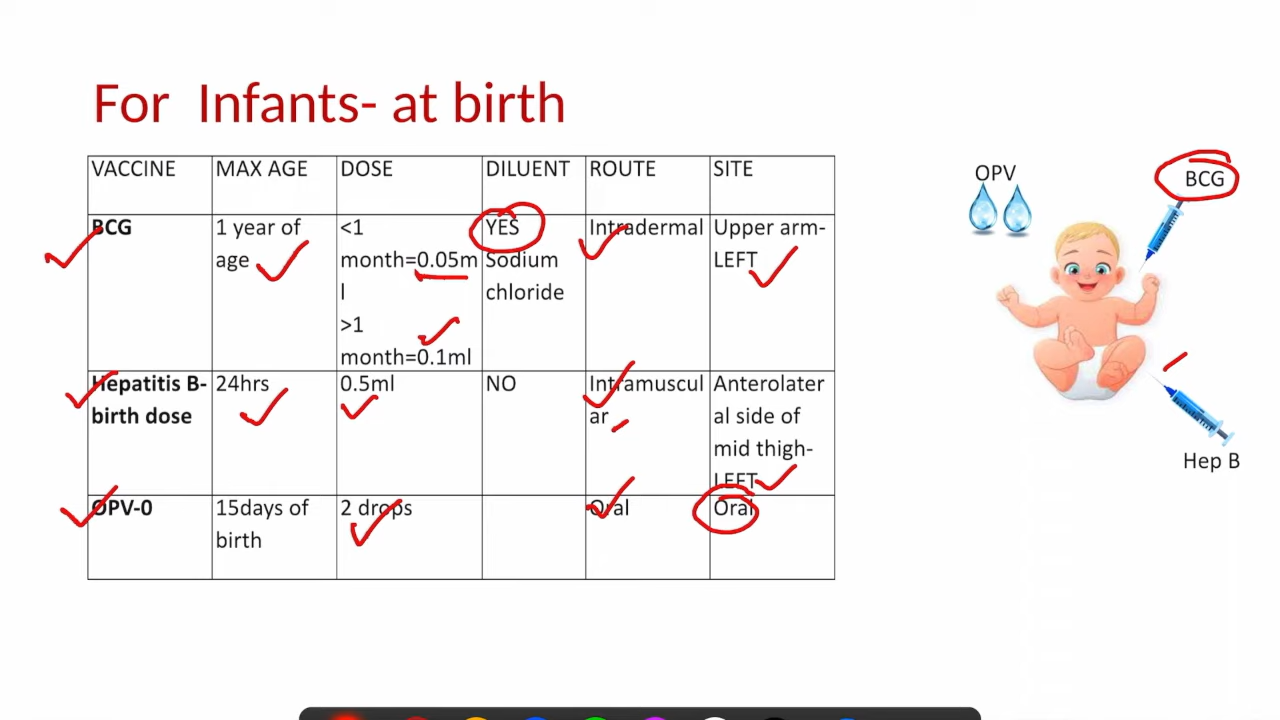 For Infants- at birth
VACCINE MAX AGE DOSE DILUENT ROUTE SITE
BCG
1 year of
age
<1
month=0.05m
l
>1
month=0.1ml
YES
Sodium
chloride
Intradermal
Upper arm-
LEFT
Hepatitis B-
birth dose
24hrs
0.5ml
NO
Intramuscul
ar
Anterolater
al side of
mid thigh-
LEFT
OPV-0
15days of
birth
2 drops
Oral
Oral
OPV
BCG
Hep B